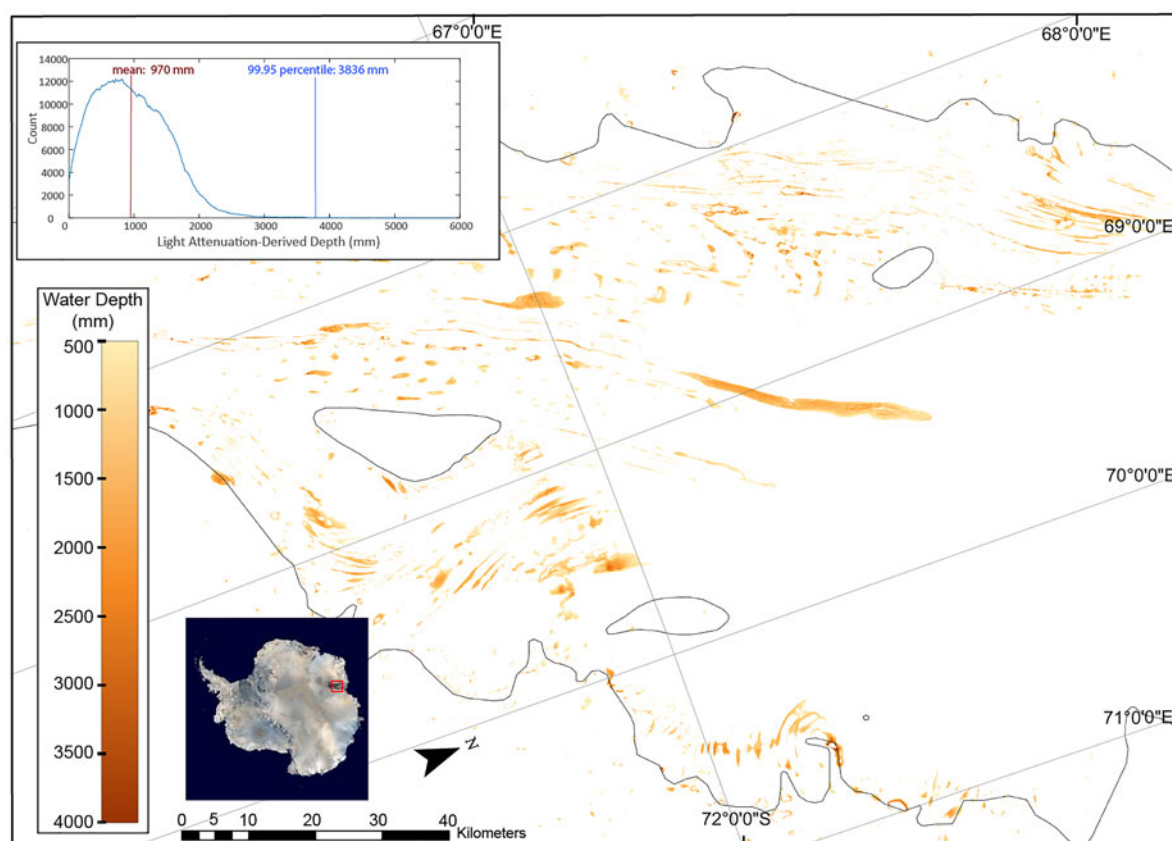 67°0'0"E
68°0'0"E
14000
12000
10000
8000
6000
4000
2000
0
Count
mean: 970 mm
99.95 percentile: 3836 mm
0
1000
2000
3000
4000
5000
6000
Light Attenuation-Derived Depth (mm)
69°0'0"E
Water Depth
(mm)
500
1000
1500
2000
2500
3000
3500
4000
70°0'0"E
71°0'0"E
N
0
5
10
20
30
40
Kilometers
72°0'0"S